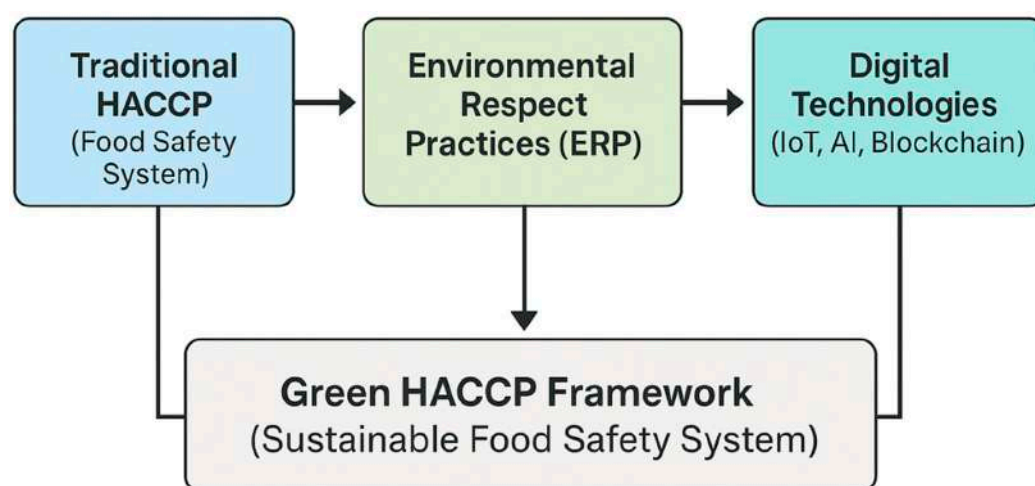 Traditional
HACCP
(Food Safety
System)
Environmental
Respect
Practices (ERP)
Digital
Technologies
(IoT, AI, Blockchain)
Green HACCP Framework
(Sustainable Food Safety System)